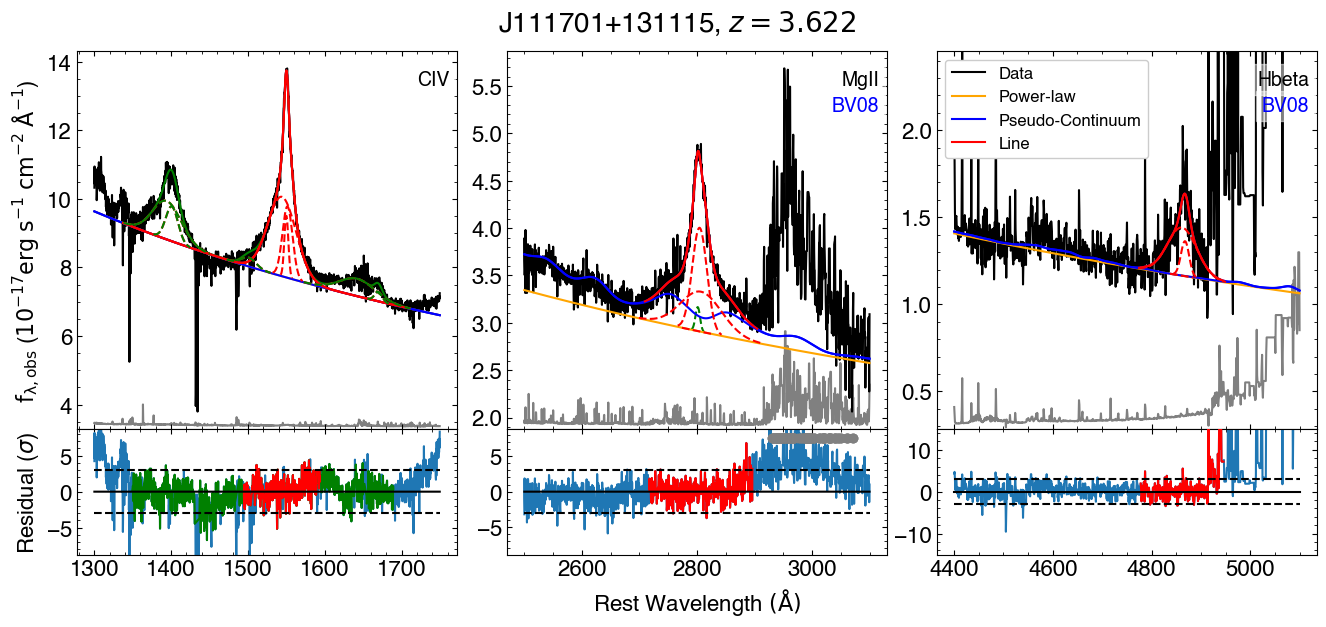 J111701+131115, z = 3.622
f_λ,obs (10⁻¹⁷erg s⁻¹ cm⁻² Å⁻¹)
14
12
10
8
6
4
CIV
5.5
5.0
4.5
4.0
3.5
3.0
2.5
2.0
MgII
BV08
2.0
1.5
1.0
0.5
Data
Power-law
Pseudo-Continuum
Line
Hbeta
BV08
Residual (σ)
5
0
−5
1300 1400 1500 1600 1700
5
0
−5
2600 2800 3000
10
0
−10
4400 4600 4800 5000
Rest Wavelength (Å)